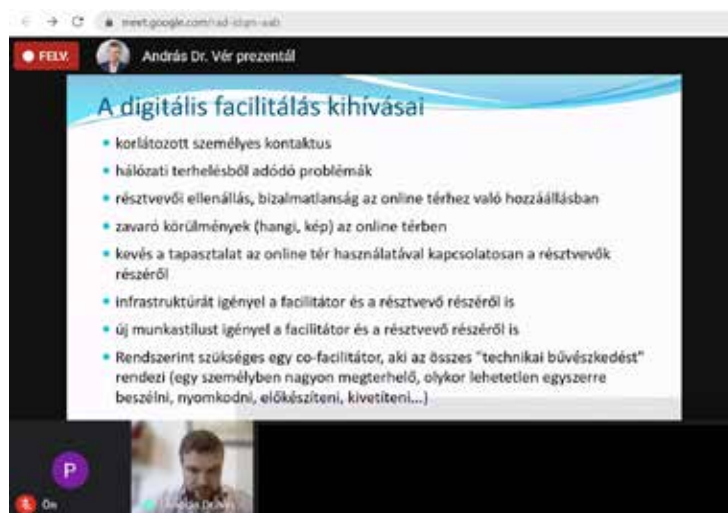 meet.google.com/
FELV.
András Dr. Vér prezentál
A digitális facilitálás kihívásai
korlátozott személyes kontaktus
hálózati terhelésből adódó problémák
résztvevői ellenállás, bizalmatlanság az online térhez való hozzáállásban
zavaró körülmények (hangi, kép) az online térben
kevés a tapasztalat az online tér használatával kapcsolatosan a résztvevők
részéről
infrastruktúrát igényel a facilitátor és a résztvevő részéről is
új munkastílust igényel a facilitátor és a résztvevő részéről is
Rendszerint szükséges egy co-facilitátor, aki az összes "technikai bűvészkedést"
rendezi (egy személyben nagyon megterhelő, olykor lehetetlen egyszerre
beszélni, nyomkodni, előkészíteni, kivetíteni...)
P
Ön